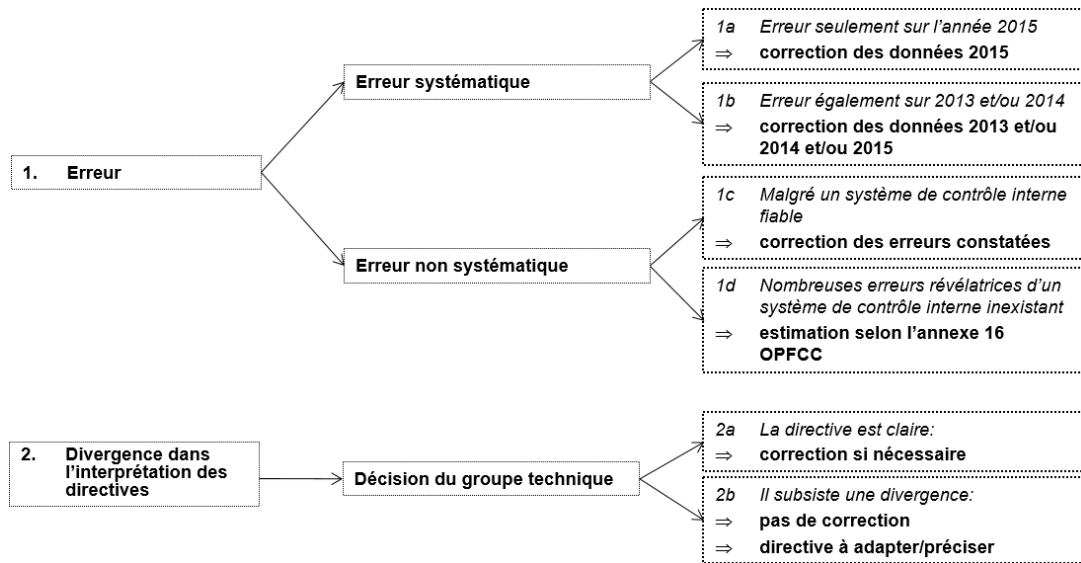 1a Erreur seulement sur l’année 2015
⇒ correction des données 2015
Erreur systématique
1b Erreur également sur 2013 et/ou 2014
⇒ correction des données 2013 et/ou
2014 et/ou 2015
1. Erreur
1c Malgré un système de contrôle interne
fiable
⇒ correction des erreurs constatées
Erreur non systématique
1d Nombreuses erreurs révélatrices d’un
système de contrôle interne inexistant
⇒ estimation selon l’annexe 16
OPFCC
2. Divergence dans
l’interprétation des
directives
Décision du groupe technique
2a La directive est claire:
⇒ correction si nécessaire
2b Il subsiste une divergence:
⇒ pas de correction
⇒ directive à adapter/préciser